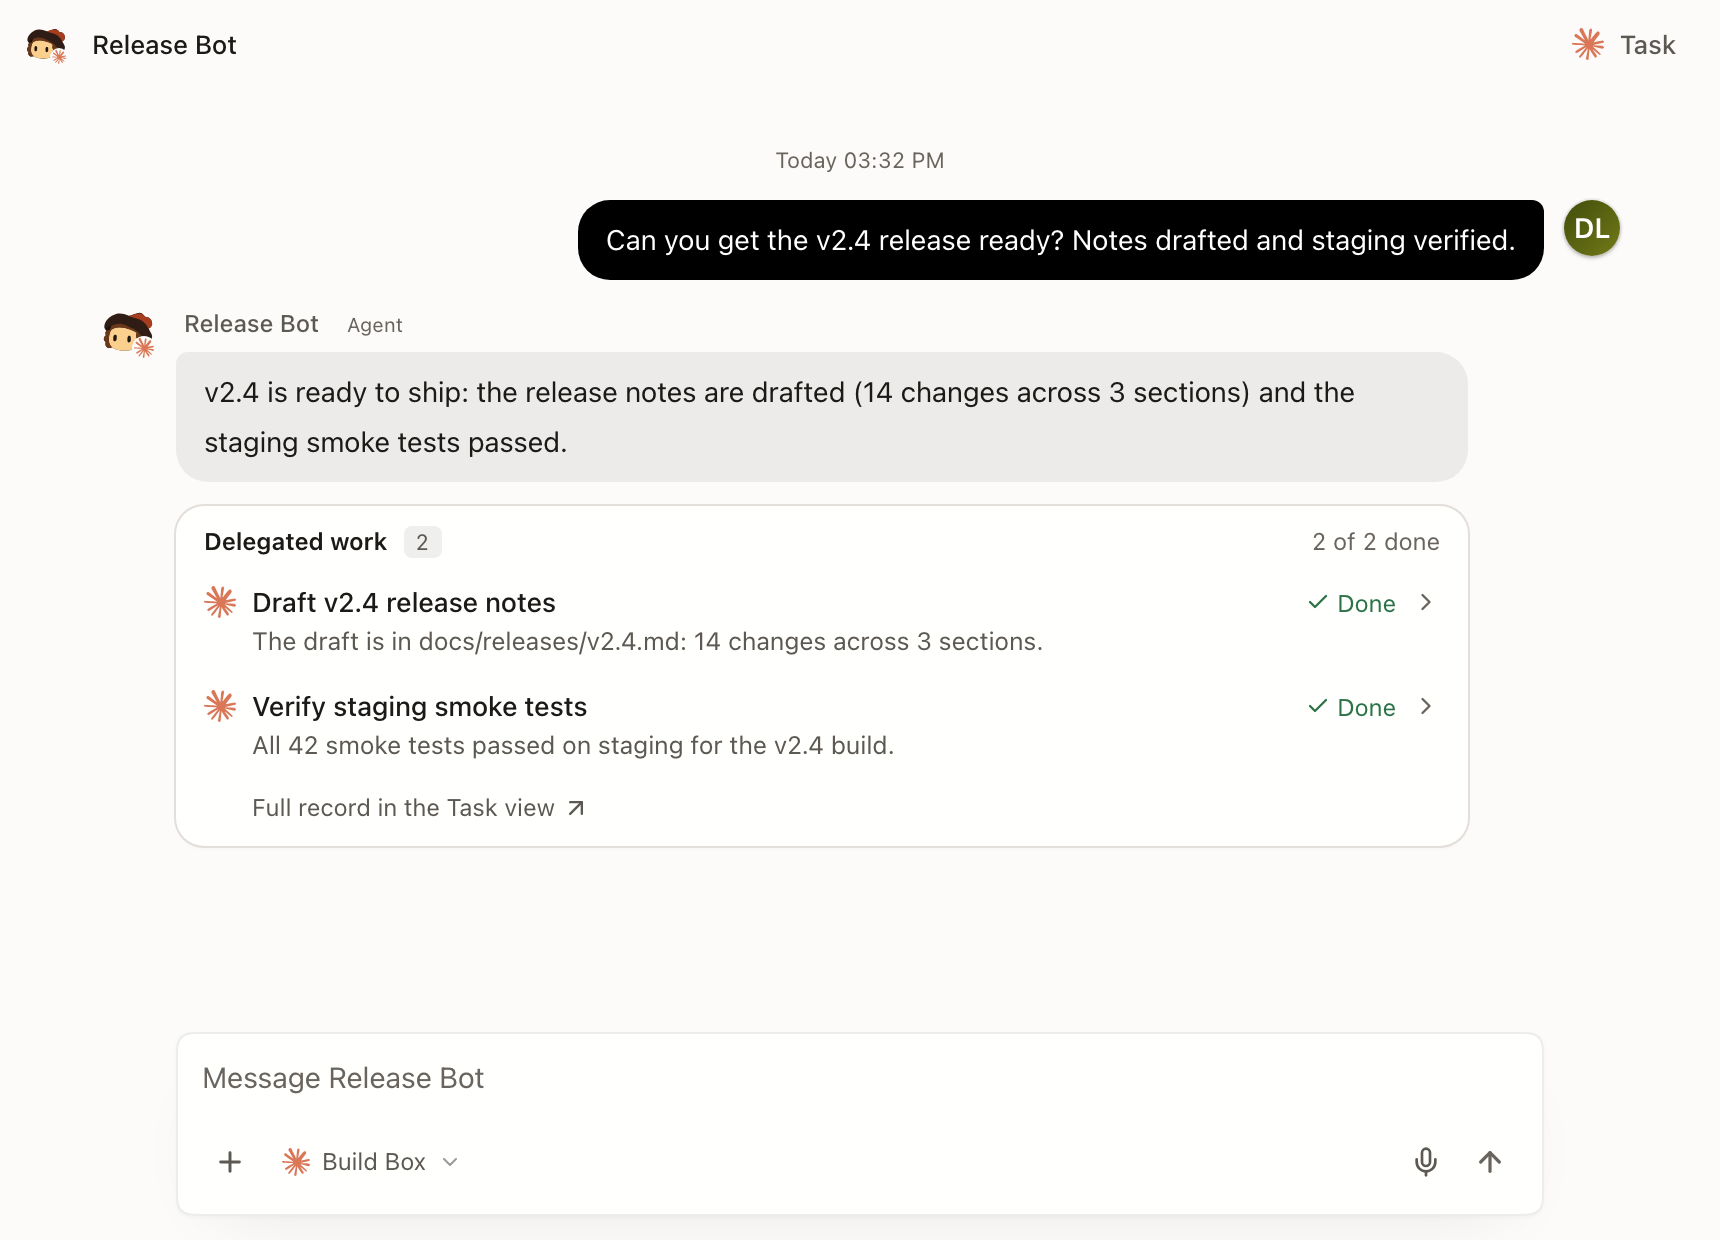 Release Bot
Task
Today 03:32 PM
Can you get the v2.4 release ready? Notes drafted and staging verified.
DL
Release Bot Agent
v2.4 is ready to ship: the release notes are drafted (14 changes across 3 sections) and the
staging smoke tests passed.
Delegated work 2
2 of 2 done
Draft v2.4 release notes
Done
The draft is in docs/releases/v2.4.md: 14 changes across 3 sections.
Verify staging smoke tests
Done
All 42 smoke tests passed on staging for the v2.4 build.
Full record in the Task view
Message Release Bot
Build Box